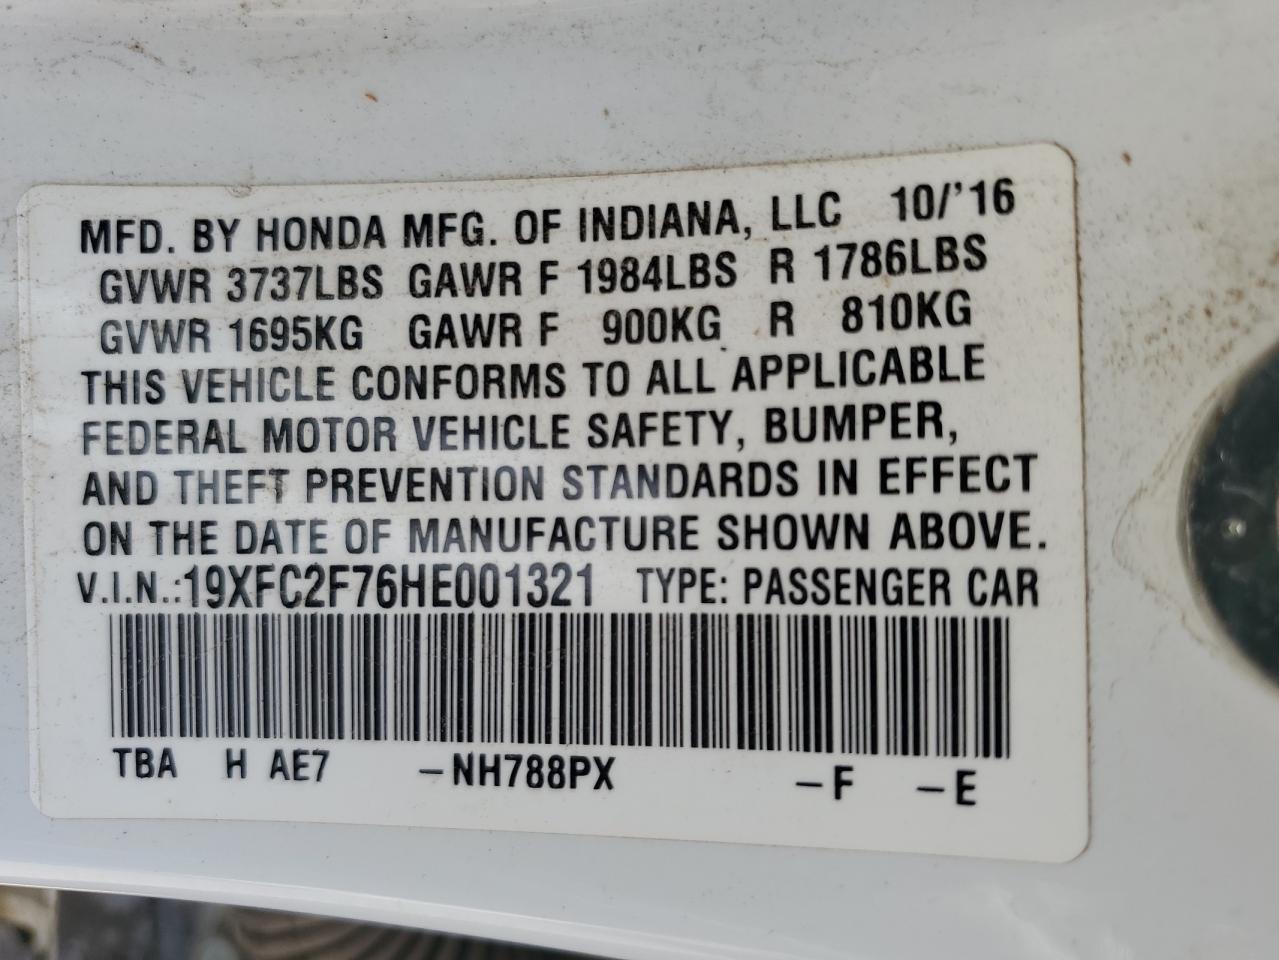 MFD. BY HONDA MFG. OF INDIANA, LLC 10/'16
GVWR 3737LBS GAWR F 1984LBS R 1786LBS
GVWR 1695KG GAWR F 900KG R 810KG
THIS VEHICLE CONFORMS TO ALL APPLICABLE
FEDERAL MOTOR VEHICLE SAFETY, BUMPER,
AND THEFT PREVENTION STANDARDS IN EFFECT
ON THE DATE OF MANUFACTURE SHOWN ABOVE.
V.I.N.:19XFC2F76HE001321 TYPE: PASSENGER CAR
TBA H AE7 –NH788PX –F –E